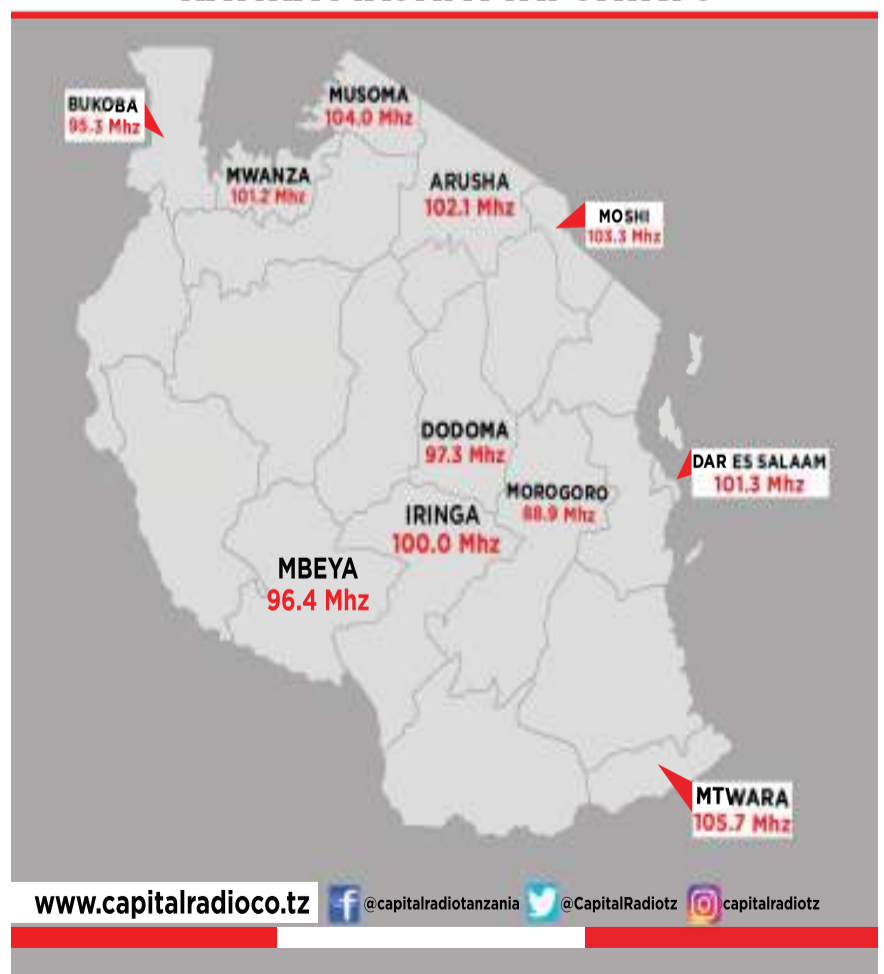 BUKOBA
95.3 Mhz
MUSOMA
104.0 Mhz
MWANZA
101.2 Mhz
ARUSHA
102.1 Mhz
MOSHI
103.3 Mhz
DODOMA
97.3 Mhz
DAR ES SALAAM
101.3 Mhz
MOROGORO
88.9 Mhz
IRINGA
100.0 Mhz
MBEYA
96.4 Mhz
MTWARA
105.7 Mhz
www.capitalradioco.tz
@capitalradiotanzania
@CapitalRadiotz
capitalradiotz